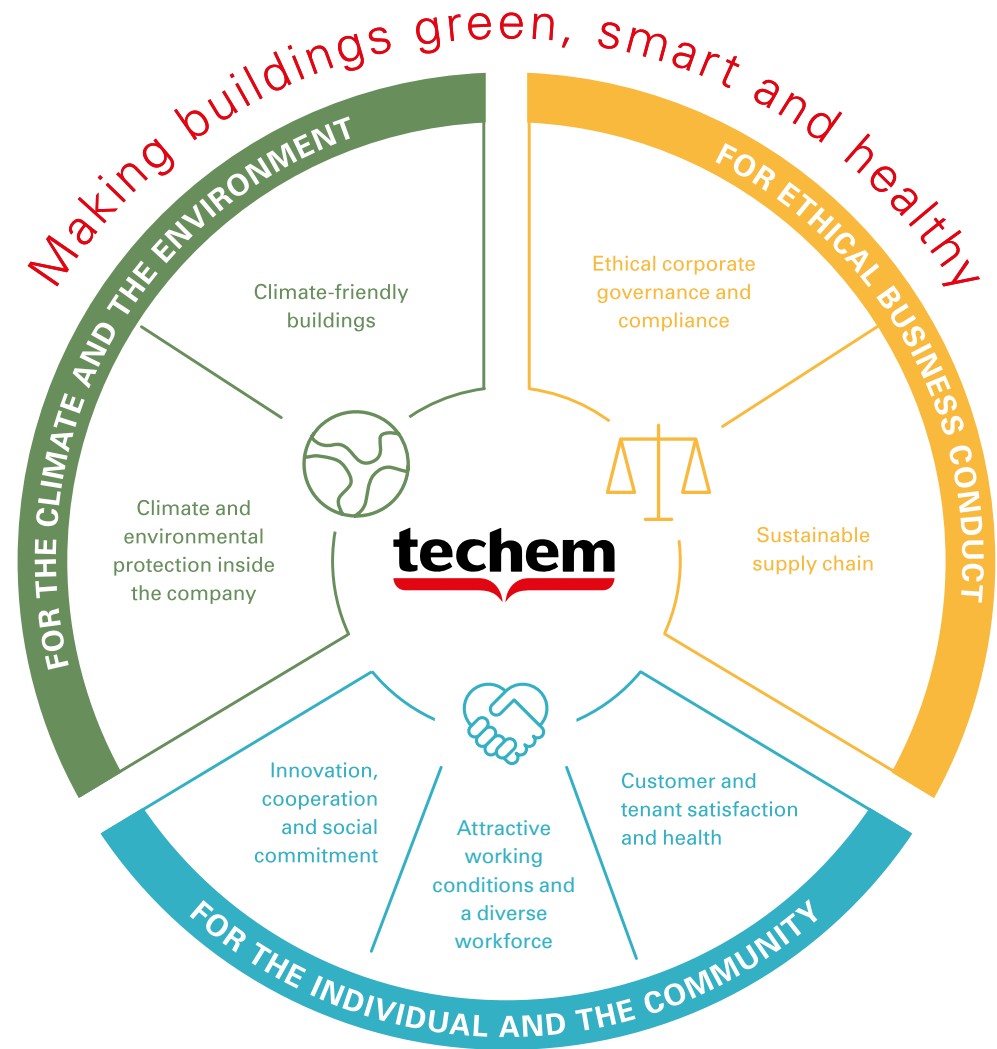 Making buildings green, smart and healthy
FOR THE CLIMATE AND THE ENVIRONMENT
Climate-friendly
buildings
Climate and
environmental
protection inside
the company
FOR ETHICAL BUSINESS CONDUCT
Ethical corporate
governance and
compliance
Sustainable
supply chain
techem
Innovation,
cooperation
and social
commitment
Attractive
working
conditions and
a diverse
workforce
Customer and
tenant satisfaction
and health
FOR THE INDIVIDUAL AND THE COMMUNITY